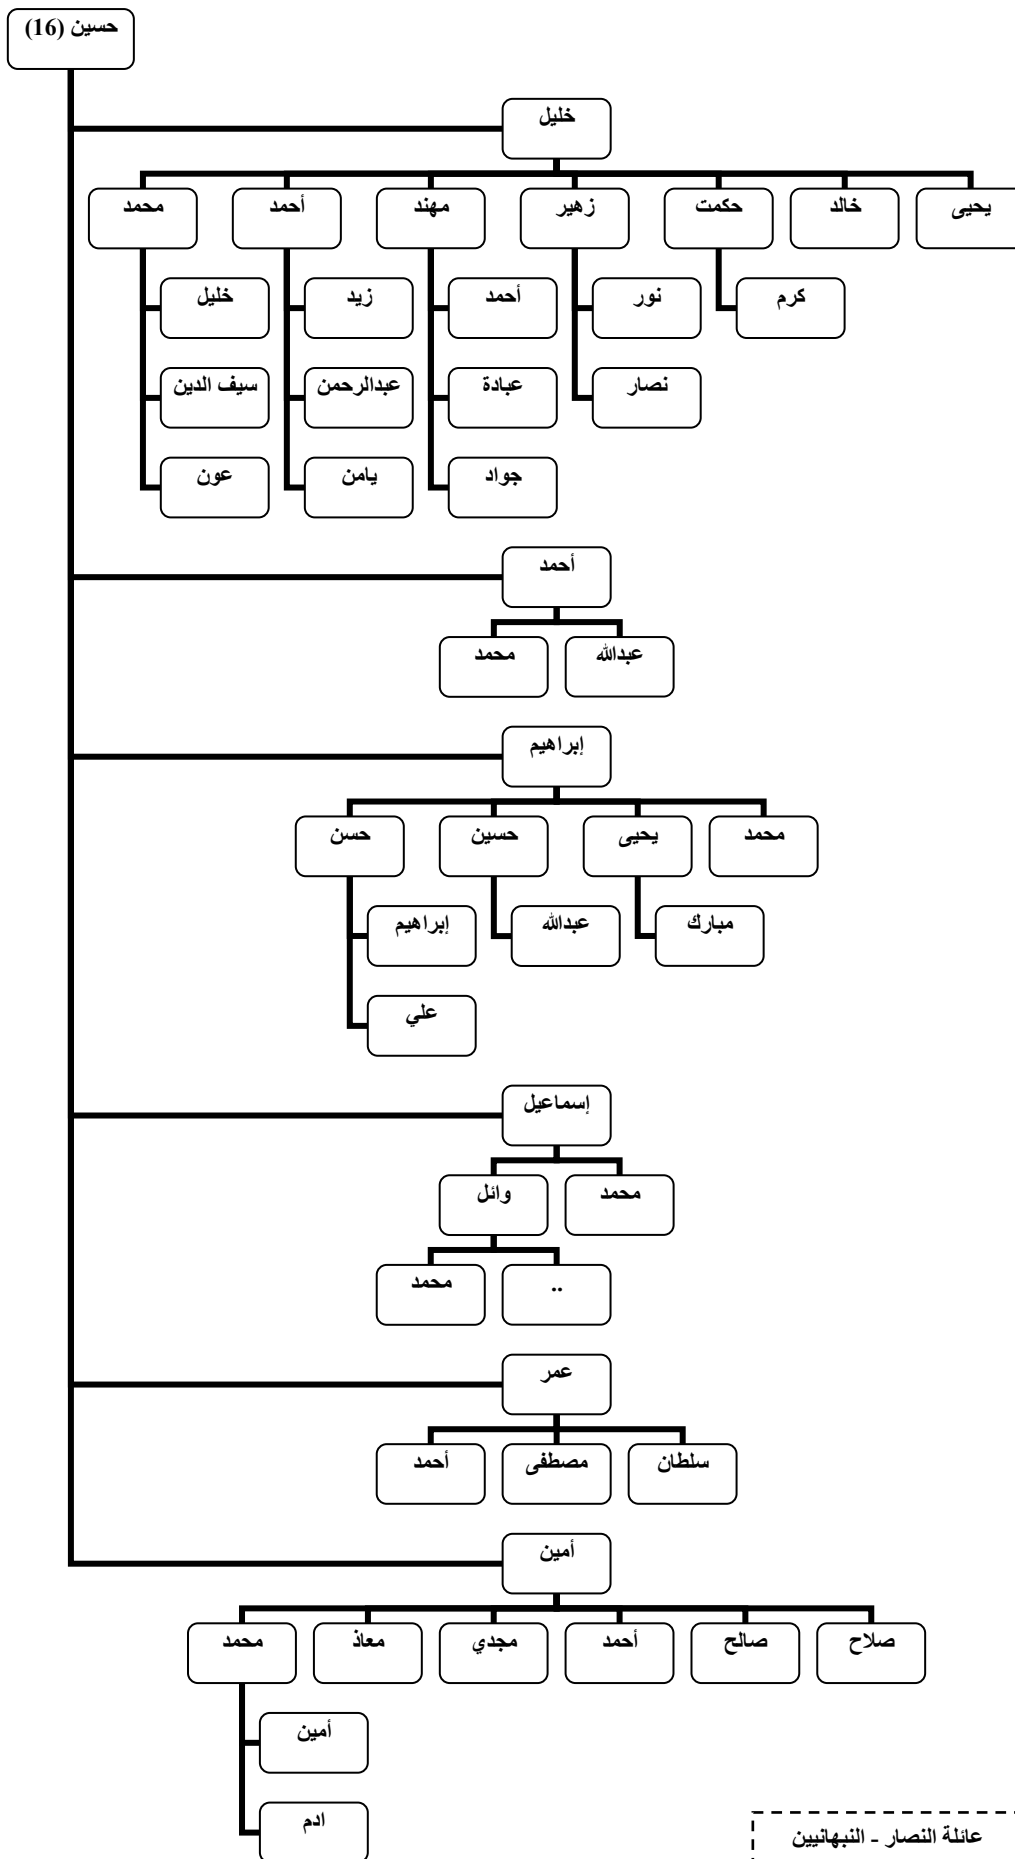 حسين (16)
خليل
يحيى
خالد
حكمت
زهير
مهند
أحمد
محمد
كرم
نور
أحمد
زيد
خليل
نصار
عبادة
عبدالرحمن
سيف الدين
جواد
يامن
عون
أحمد
عبدالله
محمد
إبراهيم
محمد
يحيى
حسين
حسن
مبارك
عبدالله
إبراهيم
علي
إسماعيل
محمد
وائل
..
محمد
عمر
سلطان
مصطفى
أحمد
أمين
صلاح
صالح
أحمد
مجدي
معاذ
محمد
أمين
ادم
عائلة النصار - النبهانيين